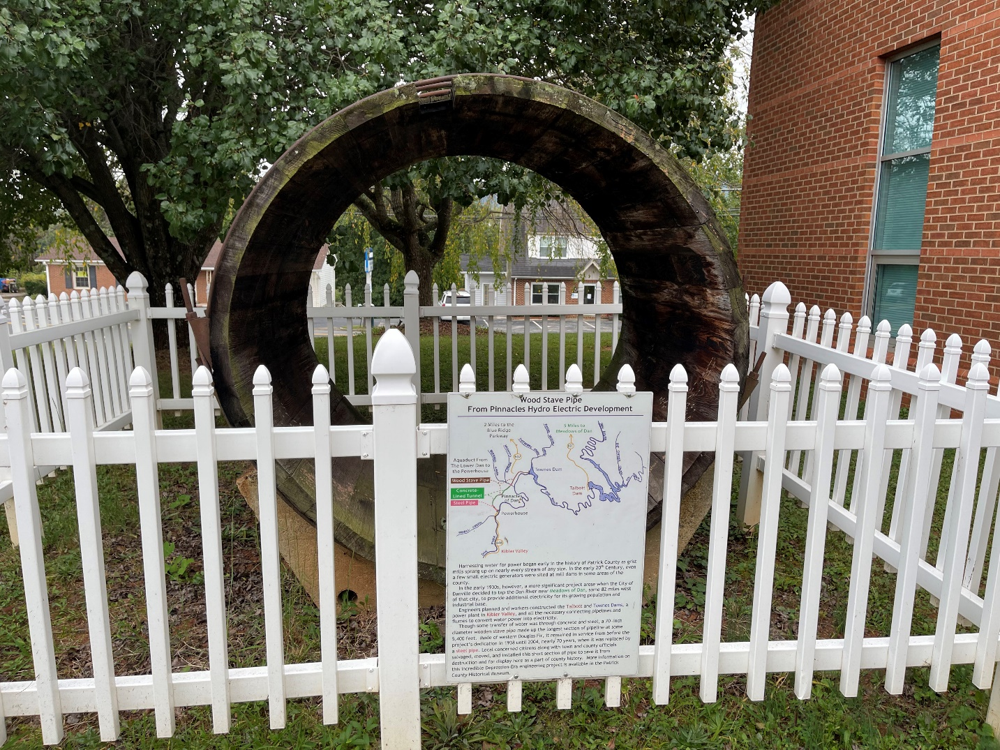 Wood Stave Pipe
From Pinnacles Hydro Electric Development
2 Miles to the
Blue Ridge
Parkway
5 Miles to
Meadows of Dan
Aquaduct From
The Lower Dan to
the Powerhouse
Wood Stave Pipe
Concrete-
Lined Tunnel
Steel Pipe
Townes Dam
Talbott
Dam
Pinnacles
of Dan
Powerhouse
Kibler Valley
Harnessing water for power began early in the history of Patrick County as grist
mills sprang up on nearly every stream of any size. In the early 20th Century, even
a few small electric generators were sited at mill dams in some areas of the
county.
In the early 1930s, however, a more significant project arose when the City of
Danville decided to tap the Dan River near Meadows of Dan, some 82 miles west
of that city, to provide additional electricity for its growing population and
industrial base.
Engineers planned and workers constructed the Talbott and Townes Dams, a
power plant in Kibler Valley, and all the necessary connecting pipelines and
flumes to convert water power into electricity.
Though some transfer of water was through concrete and steel, a 70-inch
diameter wooden stave pipe made up the longest section of pipeline at some
5,400 feet. Made of western Douglas Fir, it remained in service from before the
project's dedication in 1938 until 2004, nearly 70 years, when it was replaced by
a steel pipe. Local concerned citizens along with town and county officials
salvaged, moved, and installed this short section of pipe to save it from
destruction and for display here as a part of county history. More information on
this incredible Depression-Era engineering project is available in the Patrick
County Historical Museum.